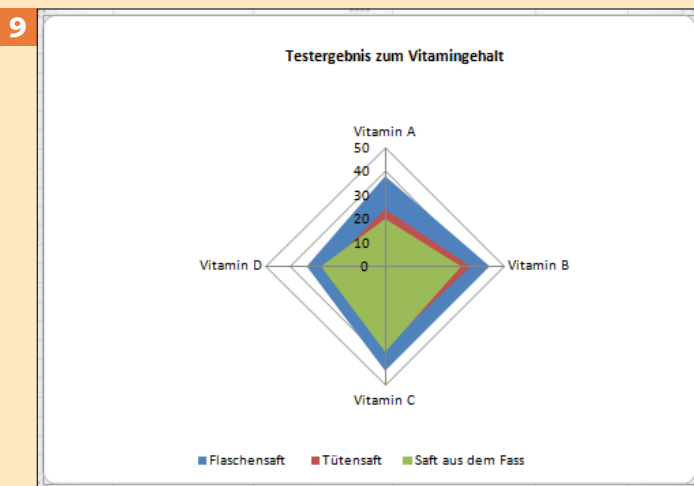 9
Testergebnis zum Vitamingehalt
Vitamin A
50
40
30
20
10
0
Vitamin D
Vitamin B
Vitamin C
Flaschensaft Tütensaft Saft aus dem Fass